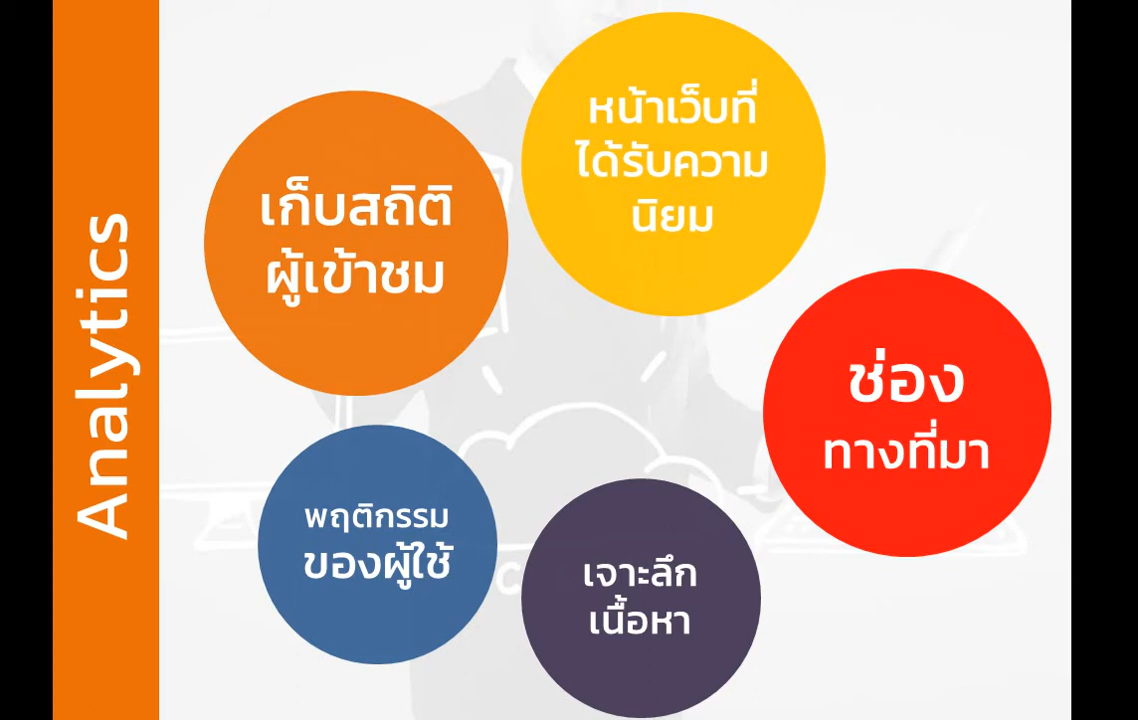 Analytics
เก็บสถิติ
ผู้เข้าชม
หน้าเว็บที่
ได้รับความ
นิยม
ช่อง
ทางที่มา
พฤติกรรม
ของผู้ใช้
เจาะลึก
เนื้อหา